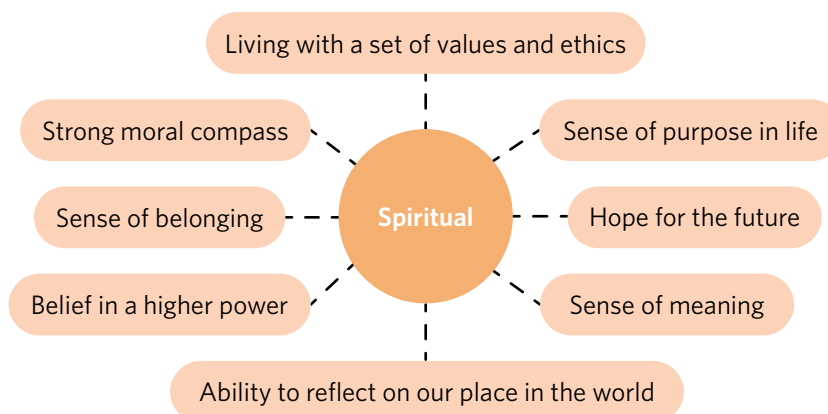 Living with a set of values and ethics
Strong moral compass
Sense of purpose in life
Sense of belonging
Spiritual
Hope for the future
Belief in a higher power
Sense of meaning
Ability to reflect on our place in the world